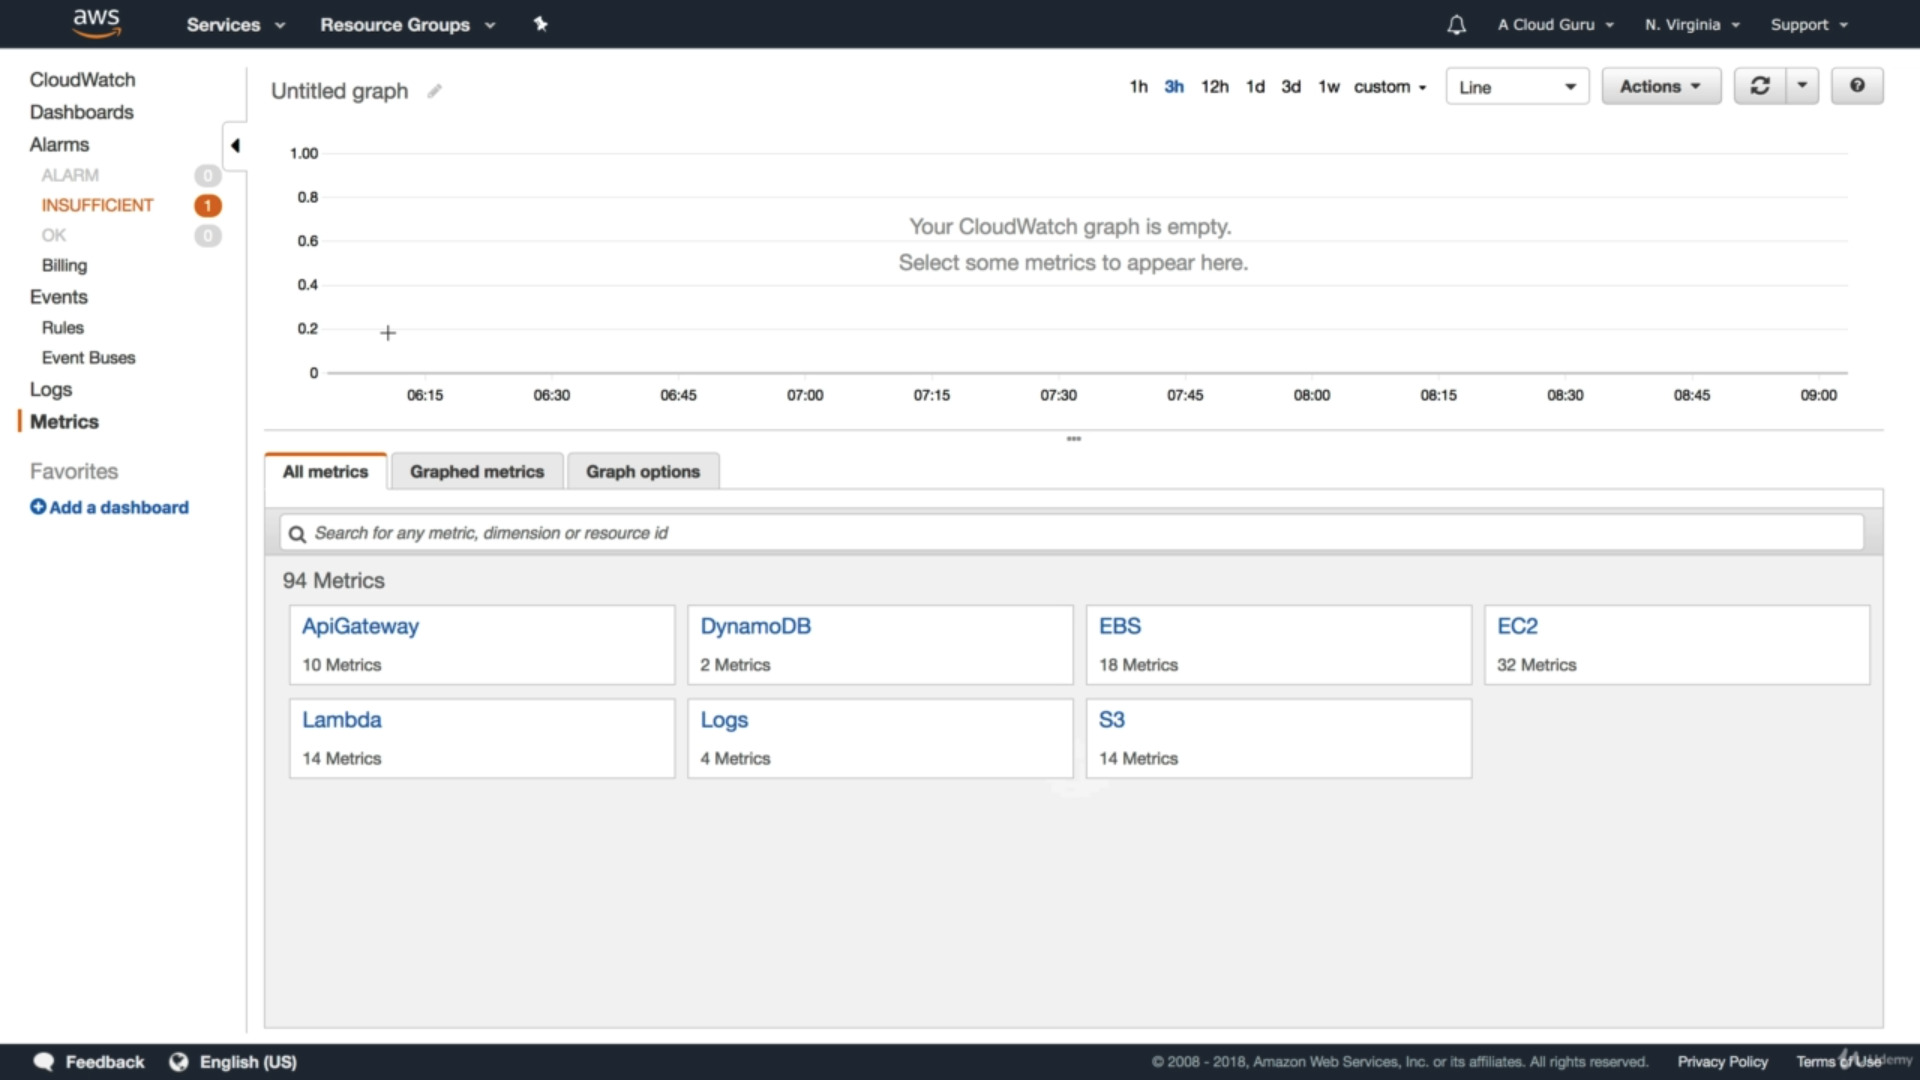 aws Services Resource Groups A Cloud Guru N. Virginia Support
CloudWatch
Dashboards
Alarms
ALARM 0
INSUFFICIENT 1
OK 0
Billing
Events
Rules
Event Buses
Logs
Metrics
Favorites
Add a dashboard
Untitled graph
1h 3h 12h 1d 3d 1w custom Line Actions ?
1.00
0.8
0.6
0.4
0.2
0
Your CloudWatch graph is empty.
Select some metrics to appear here.
06:15 06:30 06:45 07:00 07:15 07:30 07:45 08:00 08:15 08:30 08:45 09:00
All metrics Graphed metrics Graph options
Search for any metric, dimension or resource id
94 Metrics
ApiGateway
10 Metrics
DynamoDB
2 Metrics
EBS
18 Metrics
EC2
32 Metrics
Lambda
14 Metrics
Logs
4 Metrics
S3
14 Metrics
Feedback English (US) © 2008 - 2018, Amazon Web Services, Inc. or its affiliates. All rights reserved. Privacy Policy Terms of Use